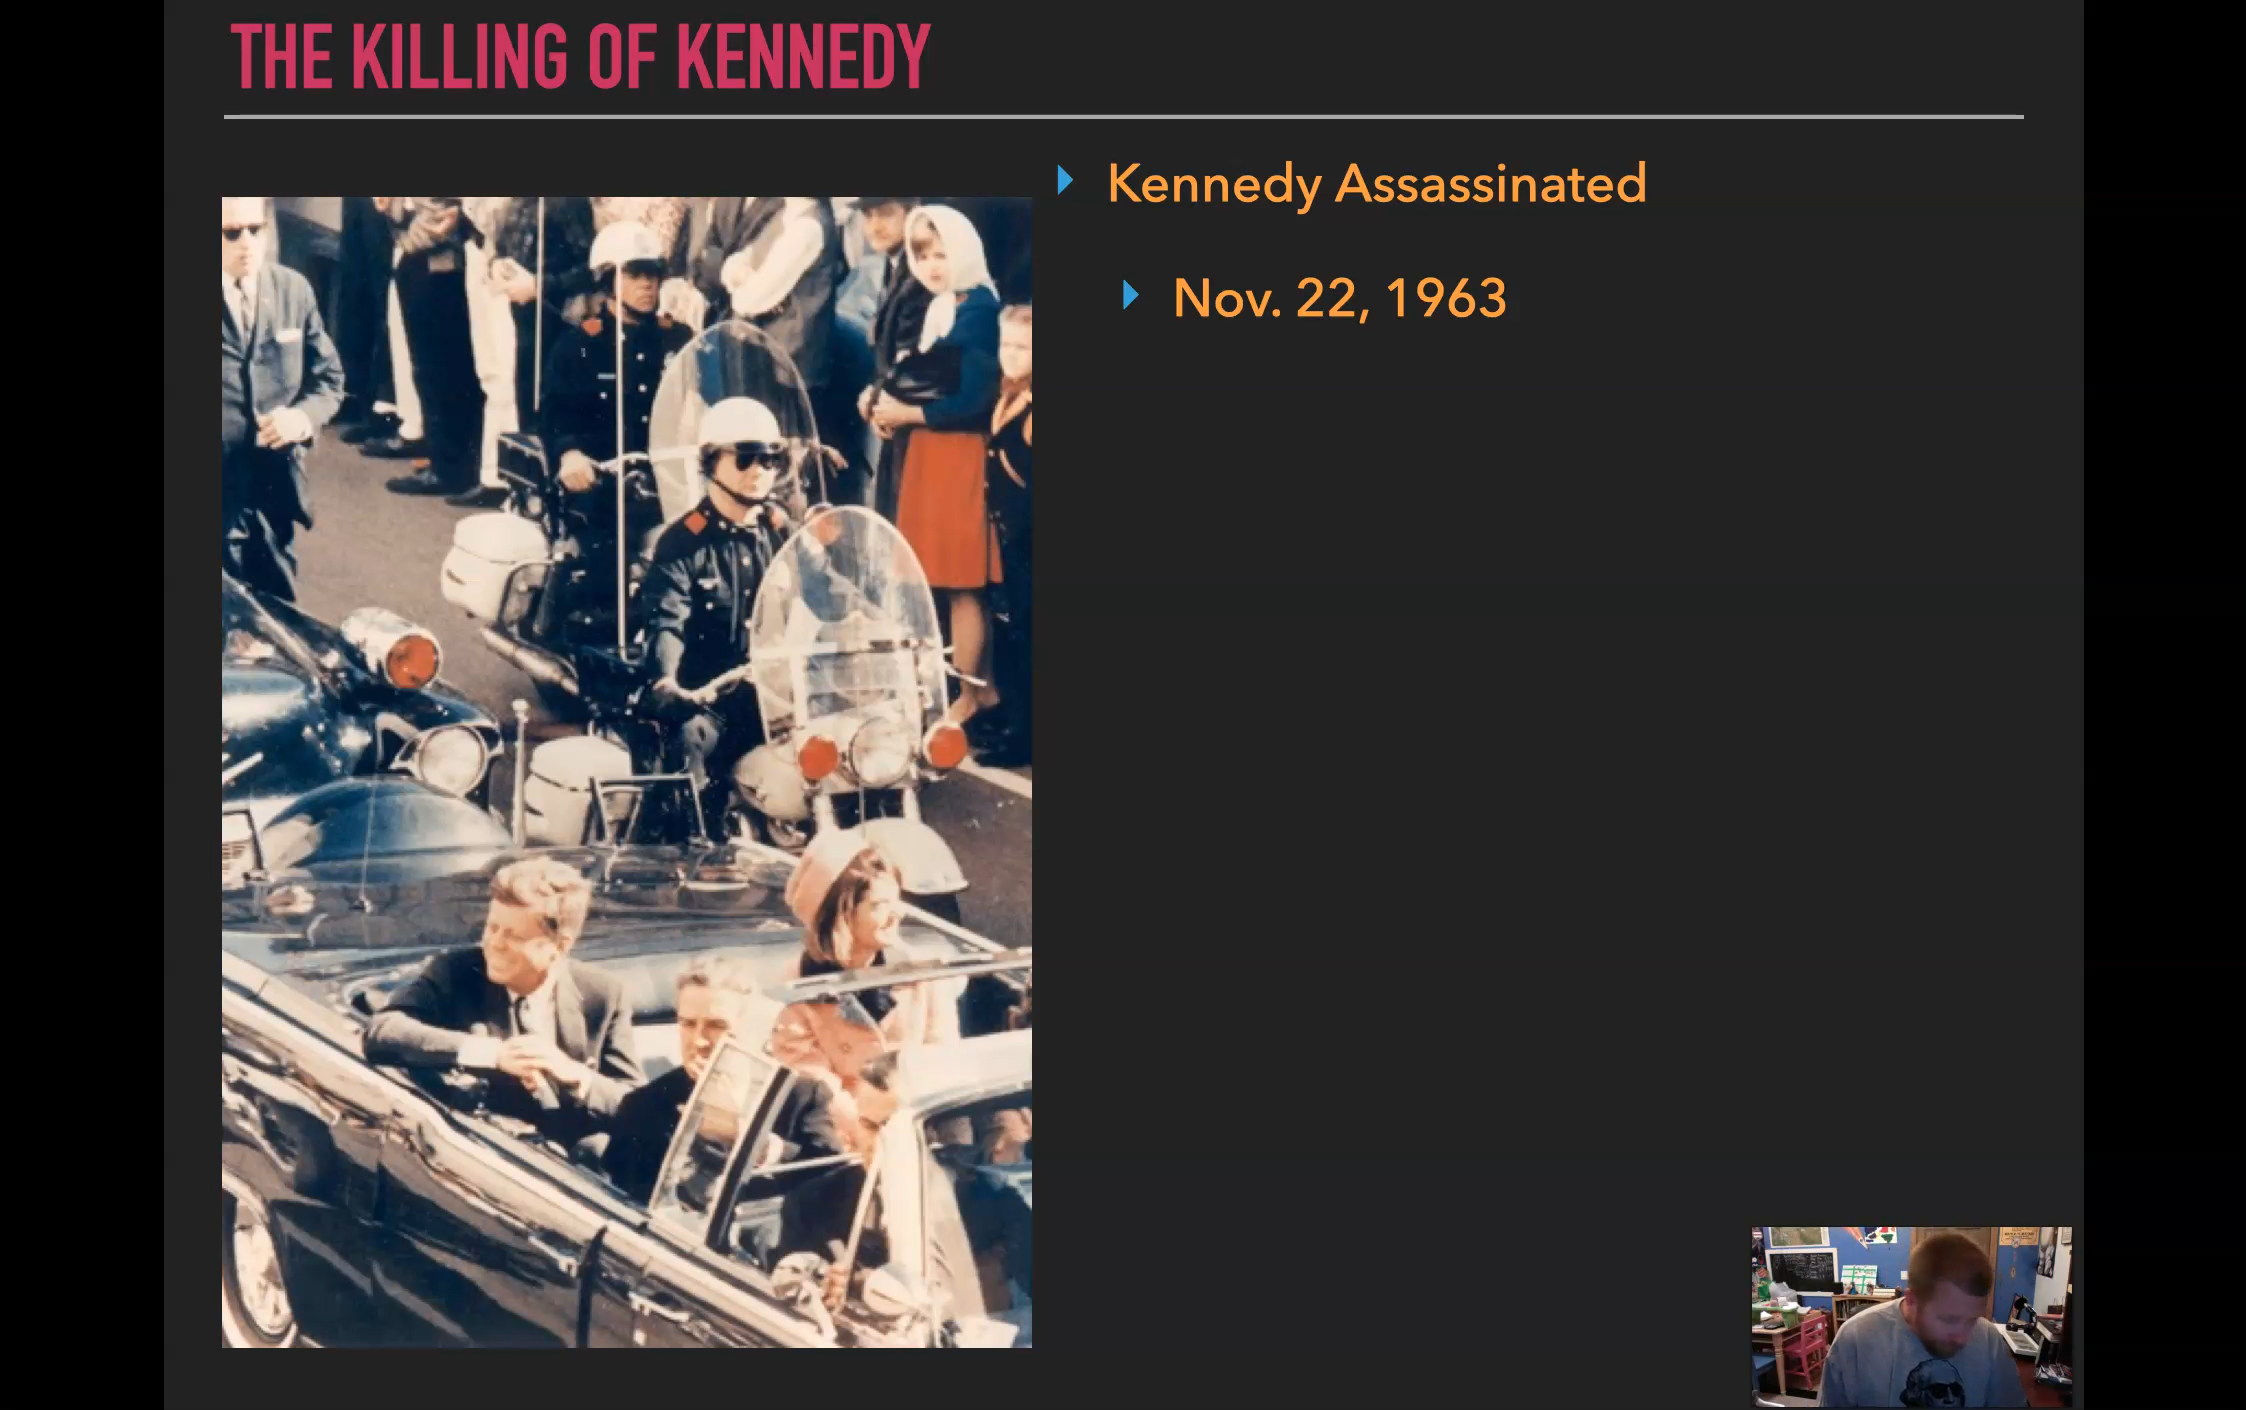 THE KILLING OF KENNEDY
Kennedy Assassinated
Nov. 22, 1963